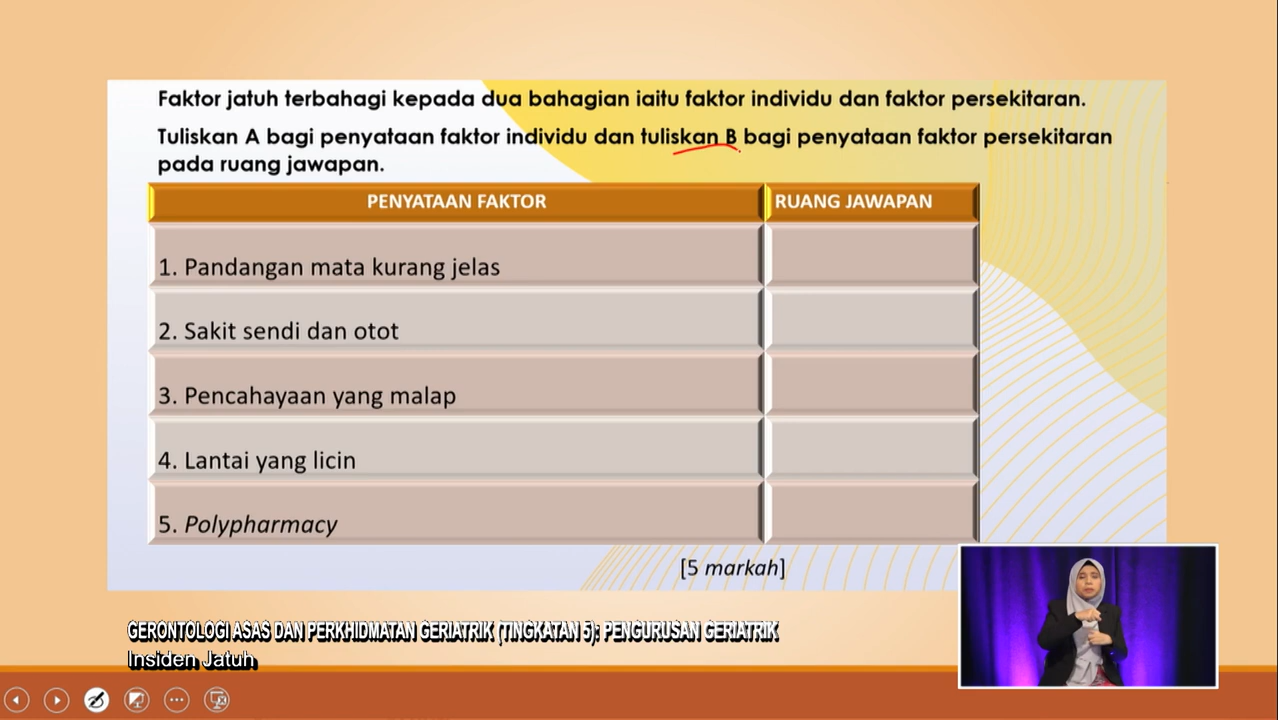 Faktor jatuh terbahagi kepada dua bahagian iaitu faktor individu dan faktor persekitaran.
Tuliskan A bagi penyataan faktor individu dan tuliskan B bagi penyataan faktor persekitaran
pada ruang jawapan.
PENYATAAN FAKTOR
RUANG JAWAPAN
1. Pandangan mata kurang jelas
2. Sakit sendi dan otot
3. Pencahayaan yang malap
4. Lantai yang licin
5. Polypharmacy
[5 markah]
GERONTOLOGI ASAS DAN PERKHIDMATAN GERIATRIK (TINGKATAN 5): PENGURUSAN GERIATRIK
Insiden Jatuh